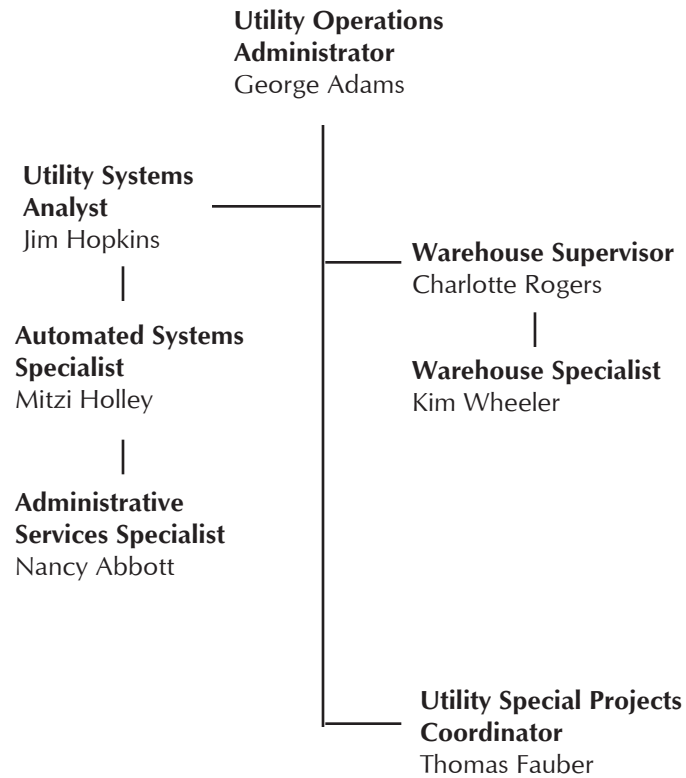 Utility Operations
Administrator
George Adams
Utility Systems
Analyst
Jim Hopkins
Automated Systems
Specialist
Mitzi Holley
Administrative
Services Specialist
Nancy Abbott
Warehouse Supervisor
Charlotte Rogers
Warehouse Specialist
Kim Wheeler
Utility Special Projects
Coordinator
Thomas Fauber